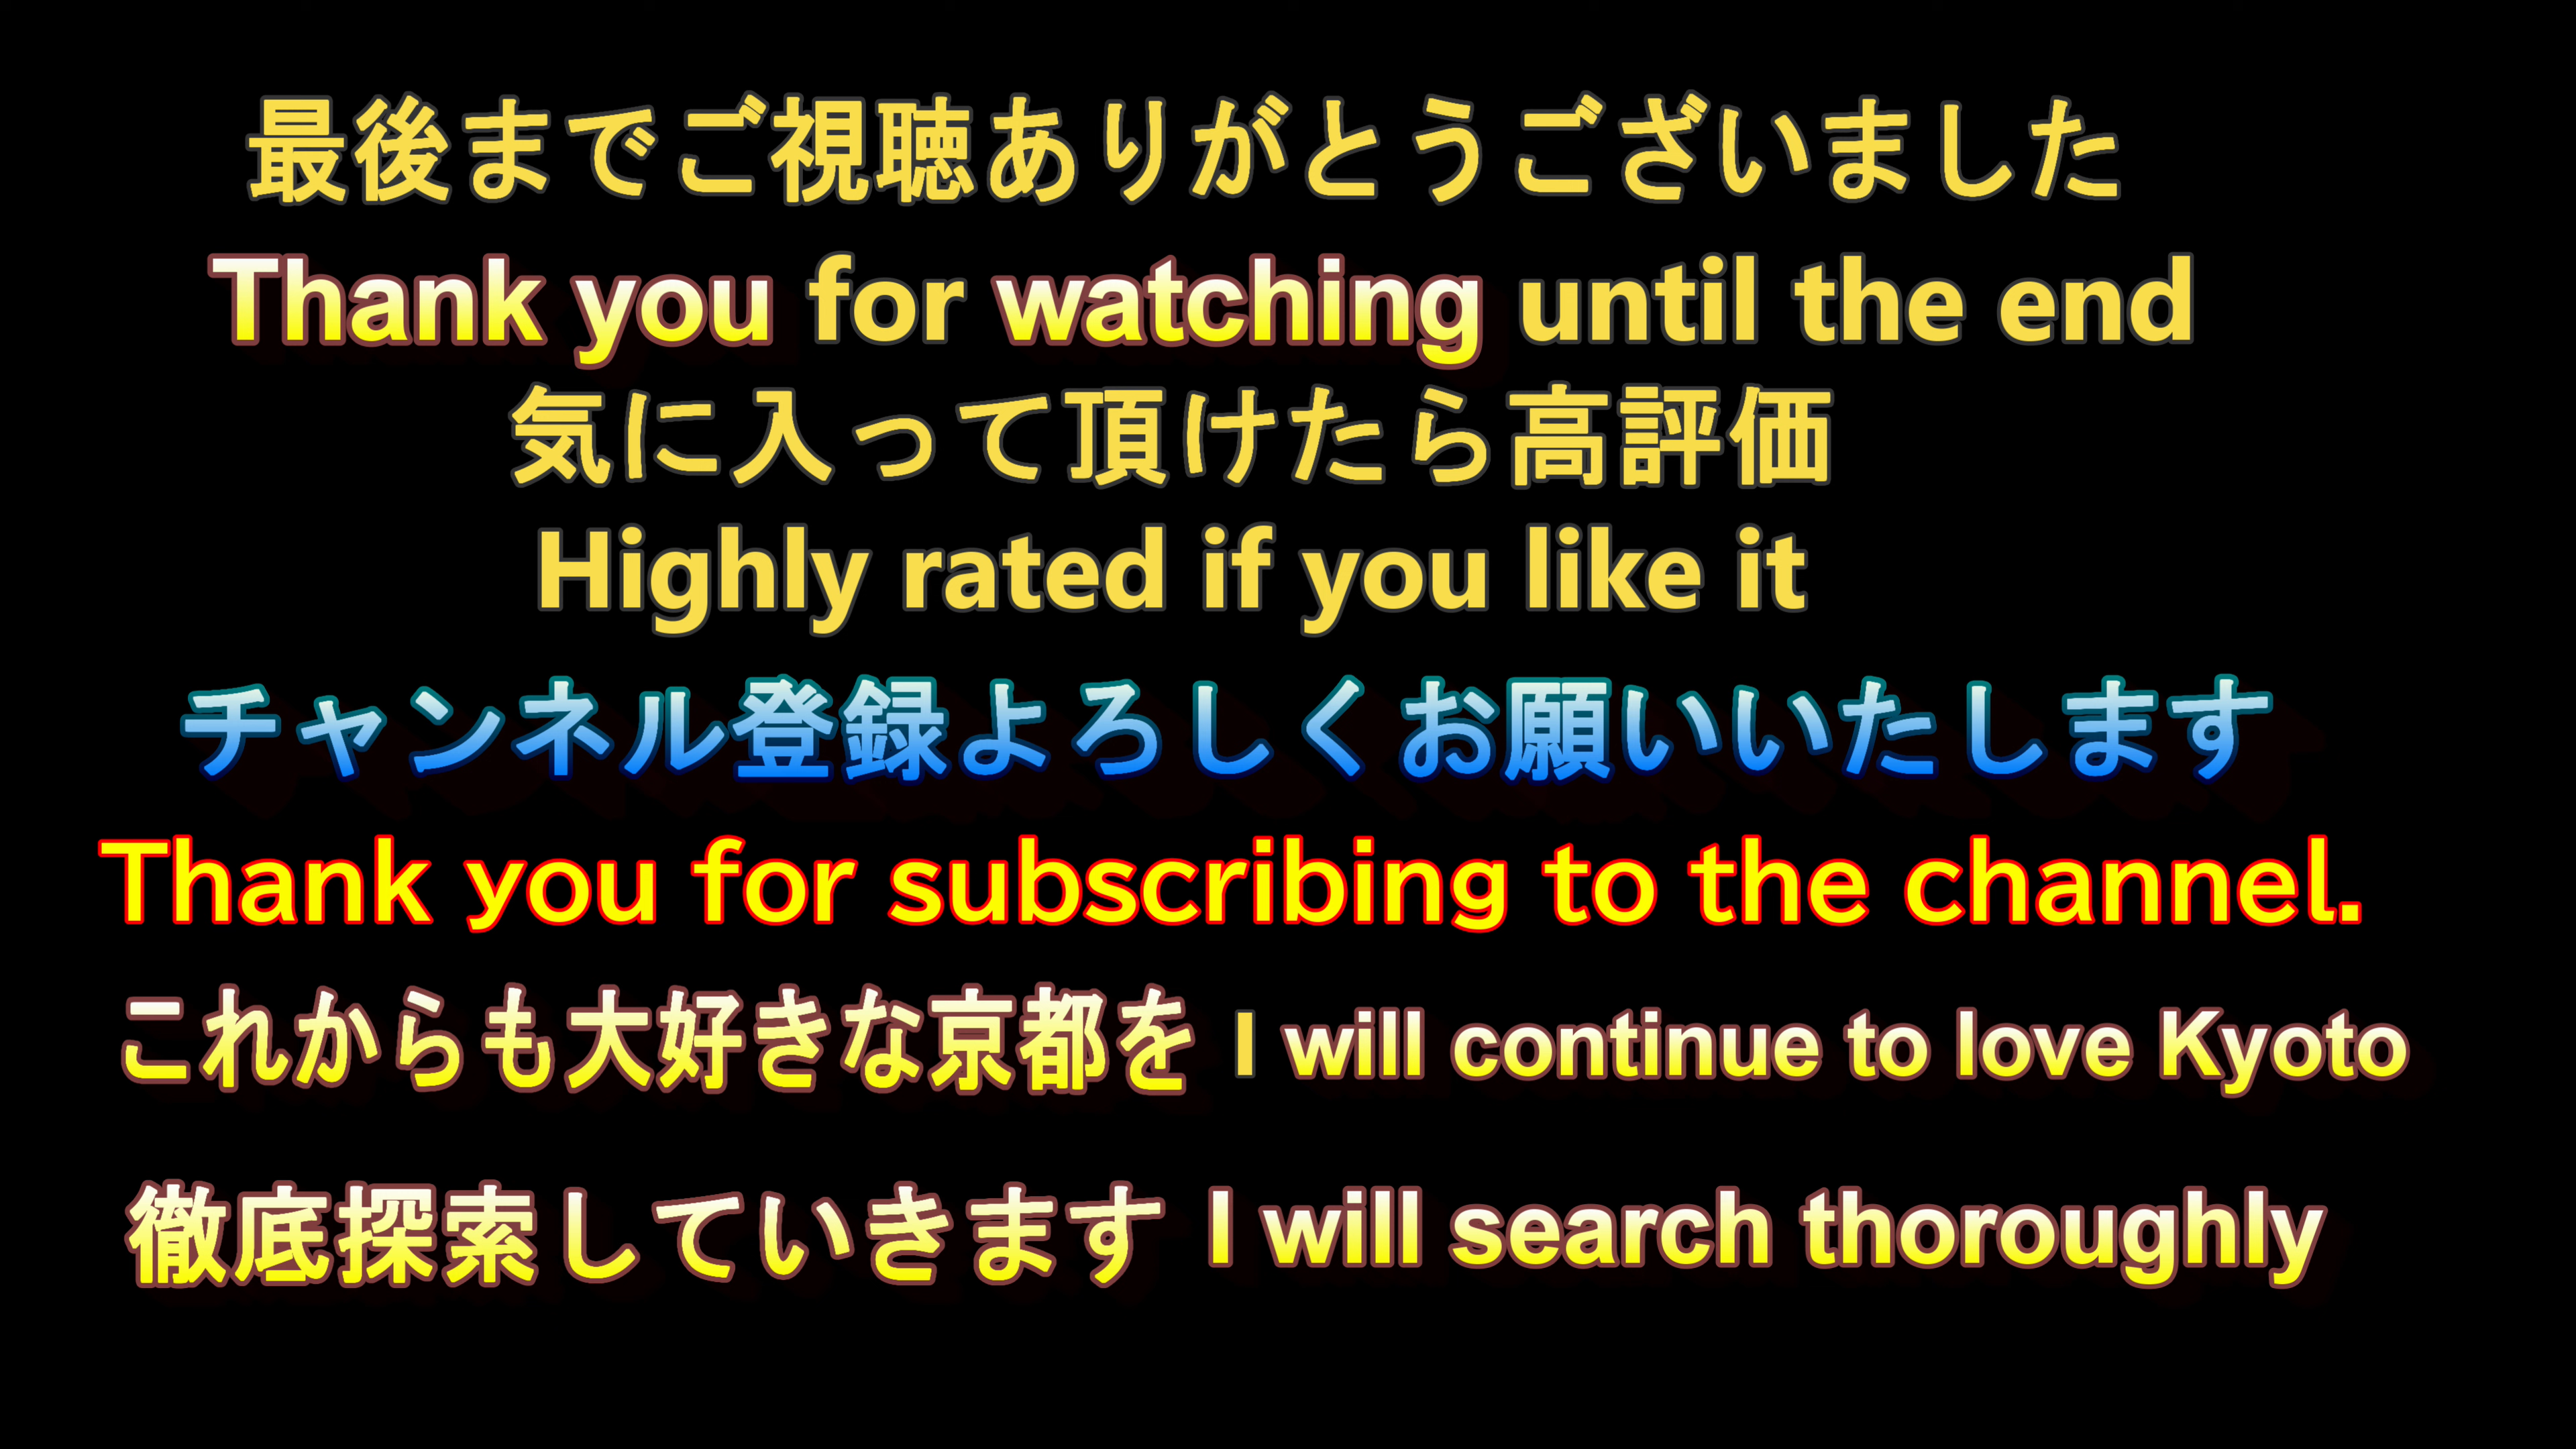 最後までご視聴ありがとうございました
Thank you for watching until the end
気に入って頂けたら高評価
Highly rated if you like it
チャンネル登録よろしくお願いいたします
Thank you for subscribing to the channel.
これからも大好きな京都を I will continue to love Kyoto
徹底探索していきます I will search thoroughly